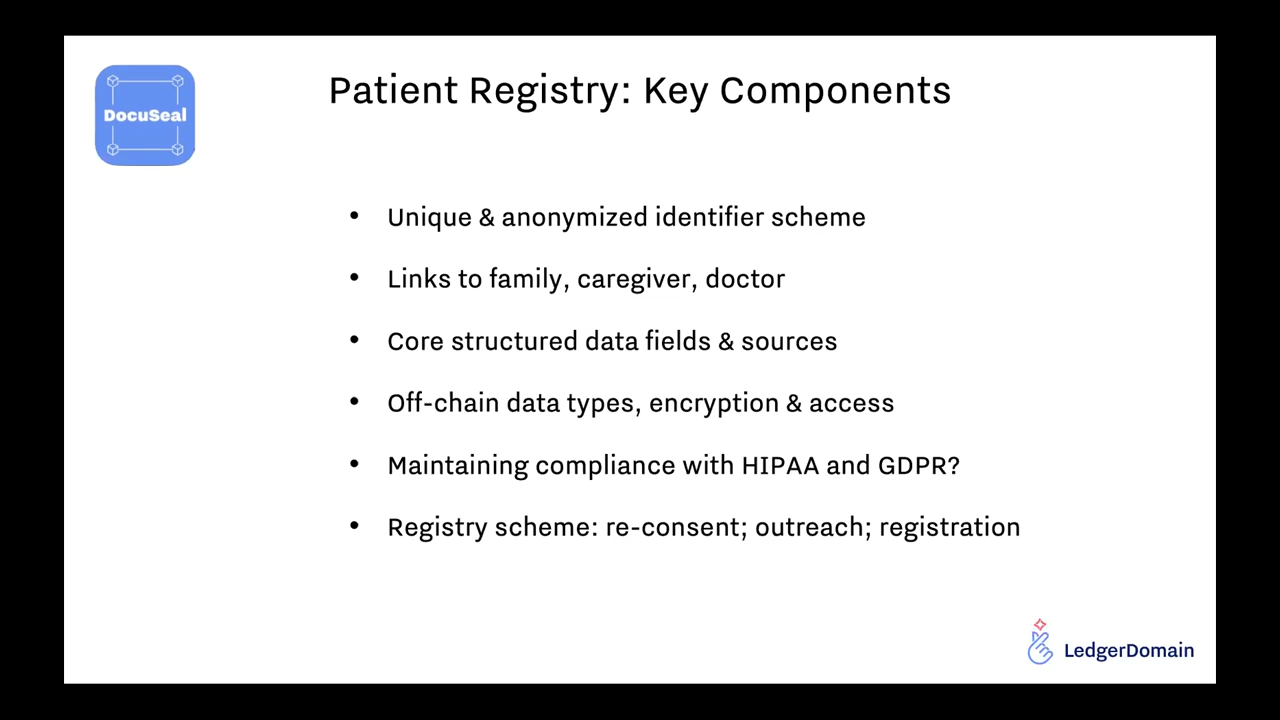 DocuSeal
Patient Registry: Key Components
• Unique & anonymized identifier scheme
• Links to family, caregiver, doctor
• Core structured data fields & sources
• Off-chain data types, encryption & access
• Maintaining compliance with HIPAA and GDPR?
• Registry scheme: re-consent; outreach; registration
LedgerDomain